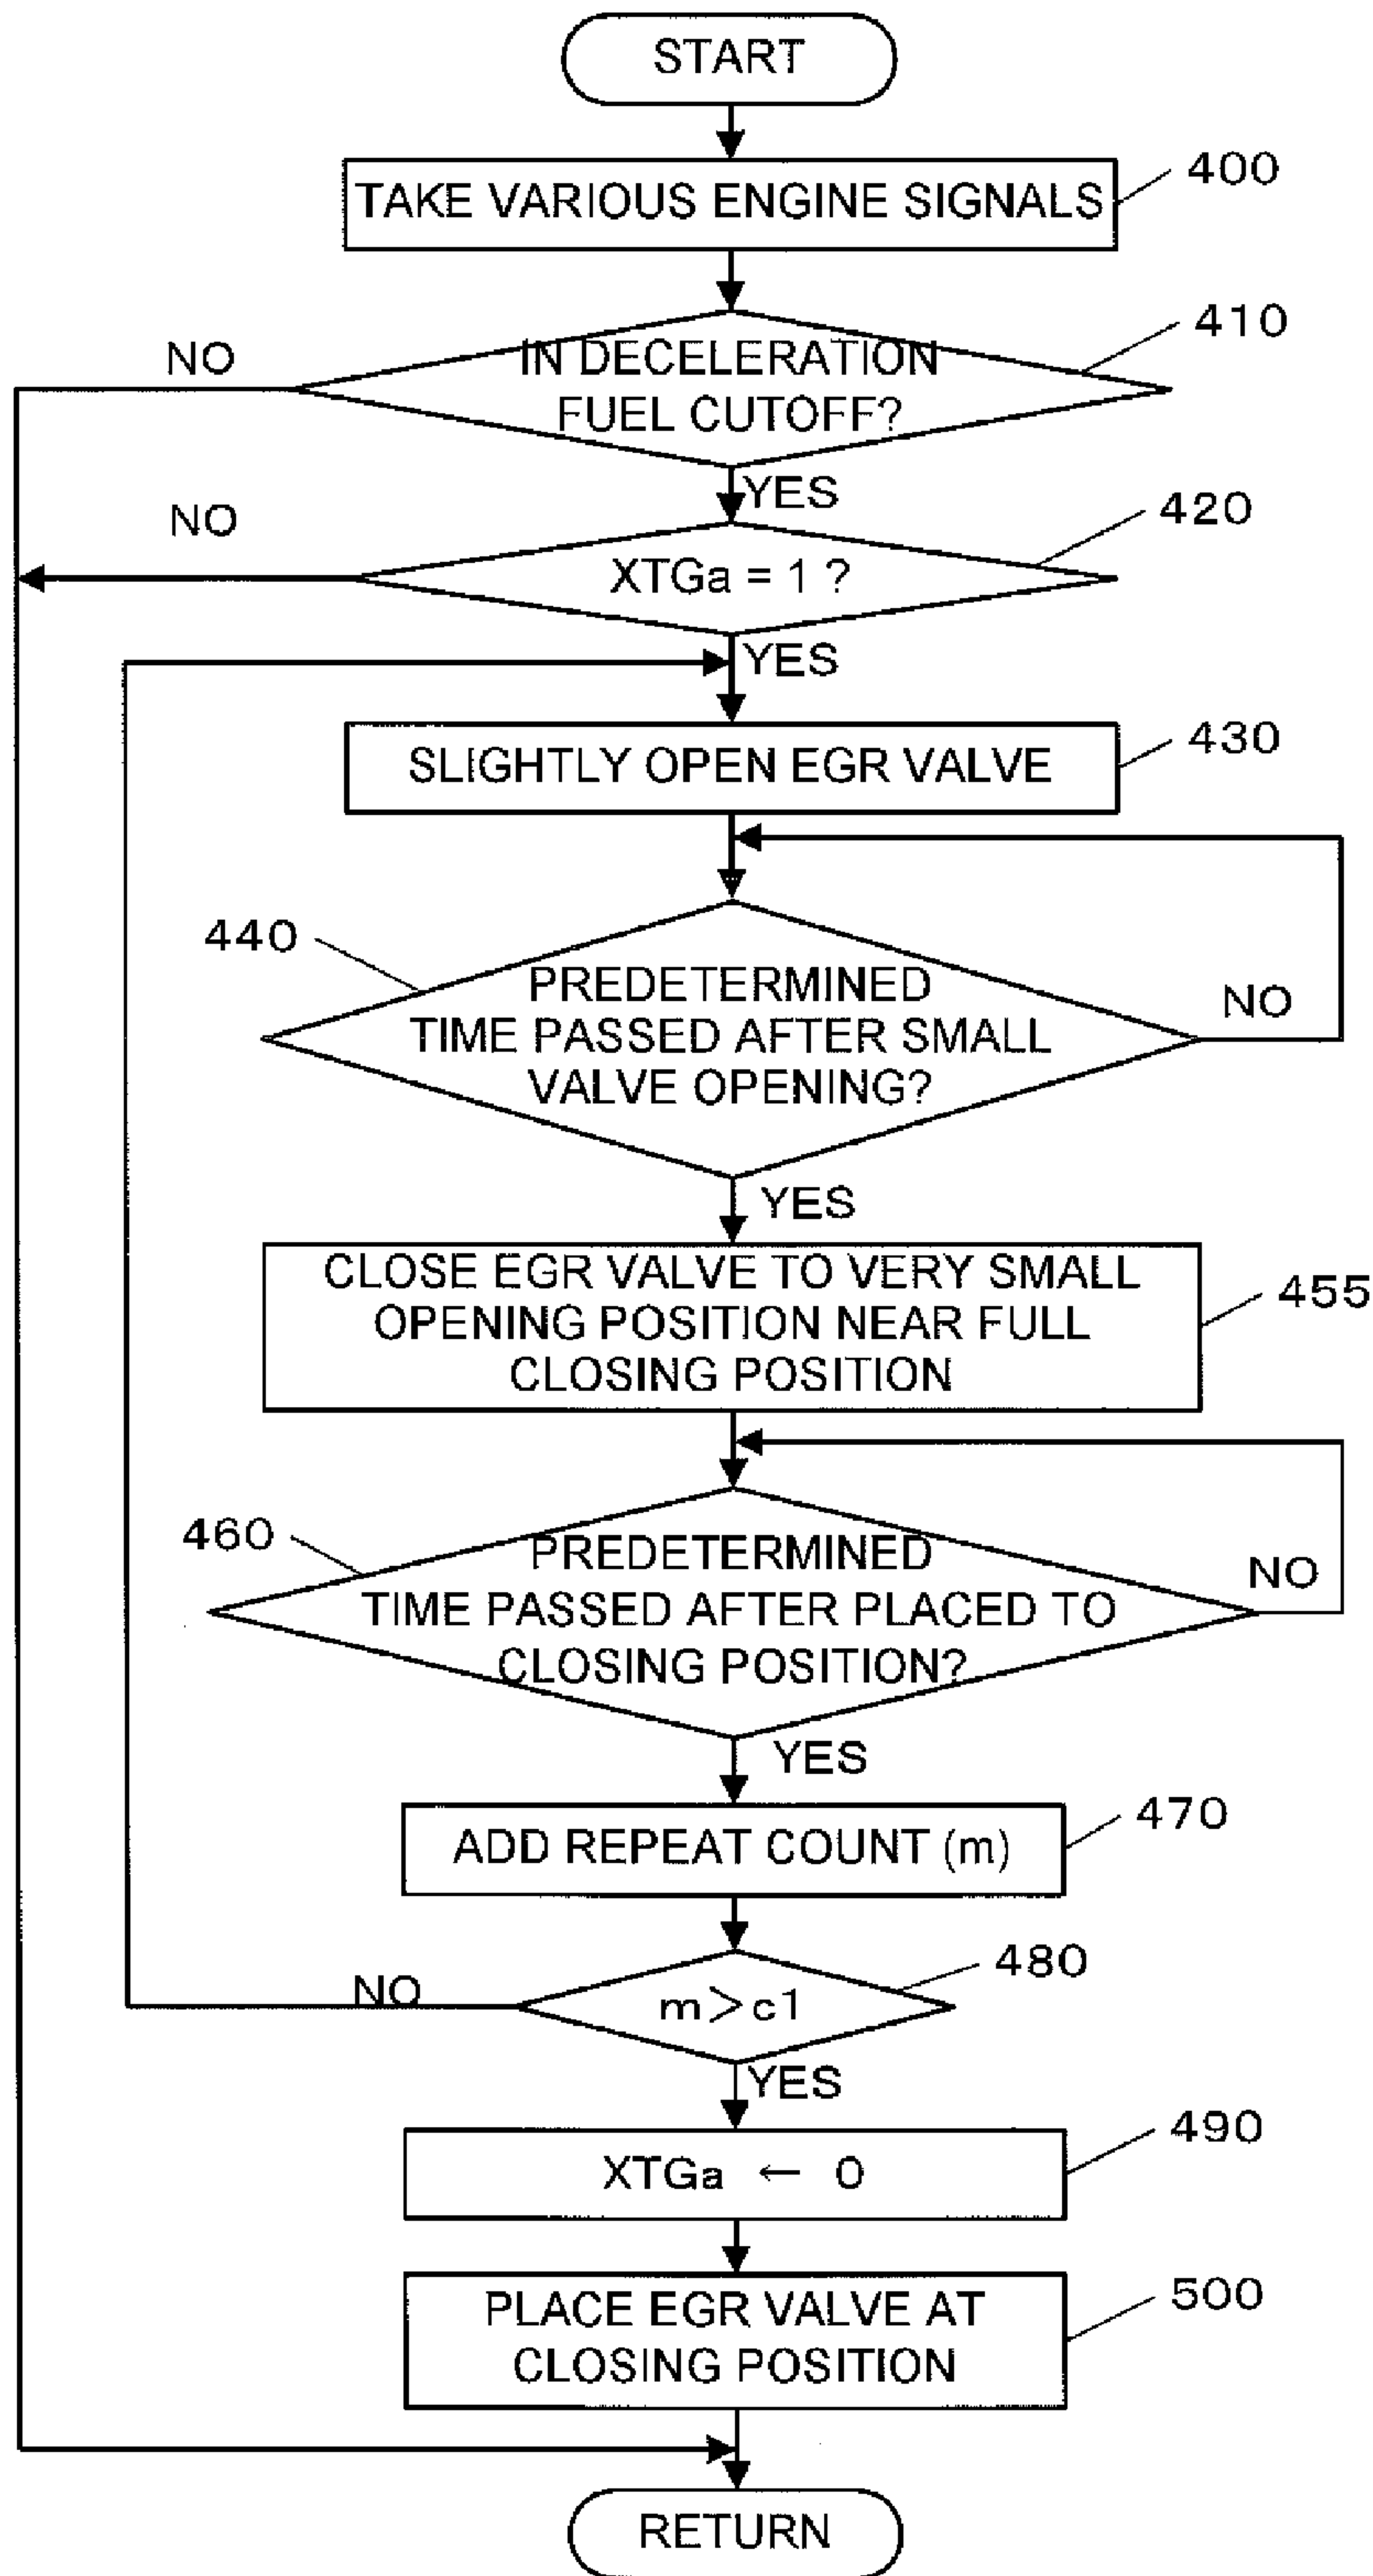 START
TAKE VARIOUS ENGINE SIGNALS
400
IN DECELERATION
FUEL CUTOFF?
410
NO
YES
XTGa = 1 ?
420
NO
YES
SLIGHTLY OPEN EGR VALVE
430
440
PREDETERMINED
TIME PASSED AFTER SMALL
VALVE OPENING?
NO
YES
CLOSE EGR VALVE TO VERY SMALL
OPENING POSITION NEAR FULL
CLOSING POSITION
455
460
PREDETERMINED
TIME PASSED AFTER PLACED TO
CLOSING POSITION?
NO
YES
ADD REPEAT COUNT (m)
470
m>c1
480
NO
YES
XTGa ← 0
490
PLACE EGR VALVE AT
CLOSING POSITION
500
RETURN